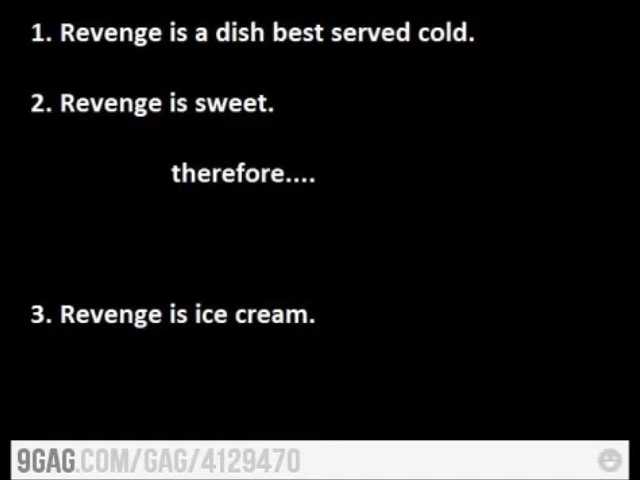 1. Revenge is a dish best served cold.
2. Revenge is sweet.
therefore....
3. Revenge is ice cream.
9GAG.COM/GAG/4129470